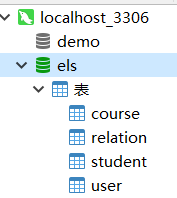 localhost_3306
demo
els
表
course
relation
student
user